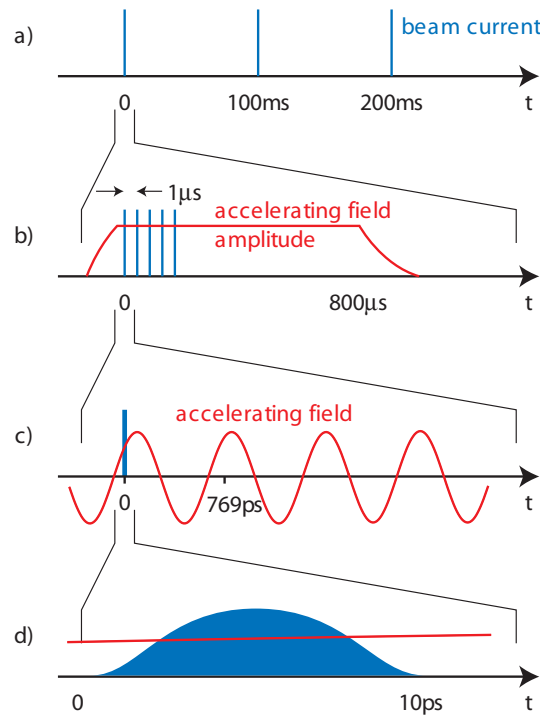 a)
beam current
0
100ms
200ms
t
1μs
b)
accelerating field
amplitude
0
800μs
t
c)
accelerating field
0
769ps
t
d)
0
10ps
t